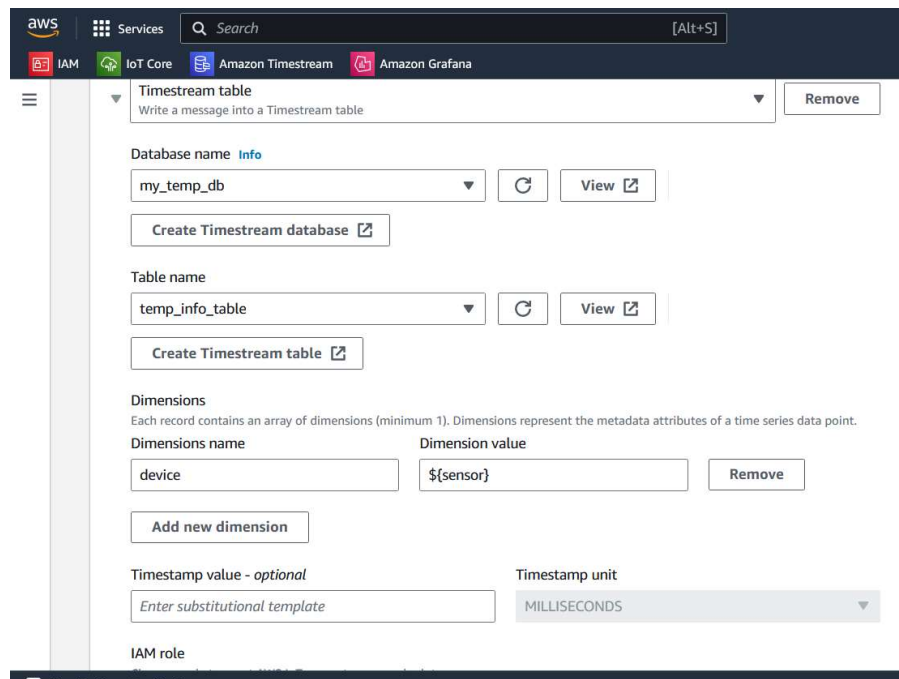 aws Services Search [Alt+S]
IAM IoT Core Amazon Timestream Amazon Grafana
Timestream table
Write a message into a Timestream table
Remove
Database name Info
my_temp_db View
Create Timestream database
Table name
temp_info_table View
Create Timestream table
Dimensions
Each record contains an array of dimensions (minimum 1). Dimensions represent the metadata attributes of a time series data point.
Dimensions name Dimension value
device ${sensor} Remove
Add new dimension
Timestamp value - optional Timestamp unit
Enter substitutional template MILLISECONDS
IAM role